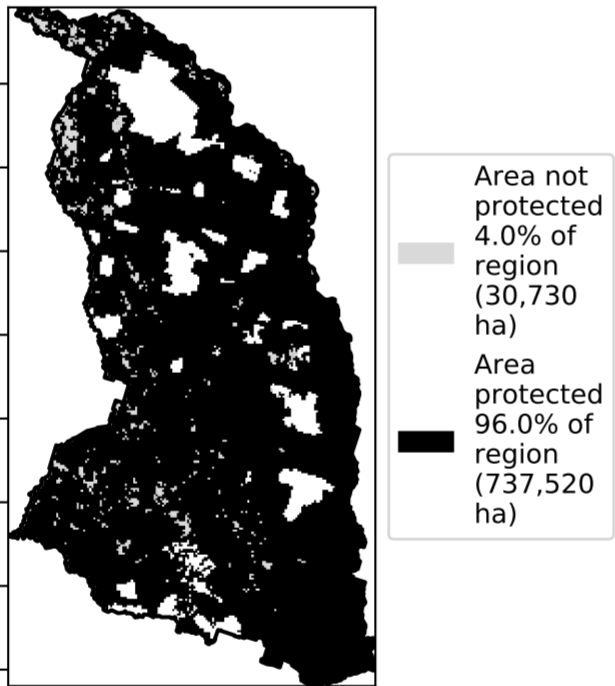 Area not
protected
4.0% of
region
(30,730
ha)
Area
protected
96.0% of
region
(737,520
ha)